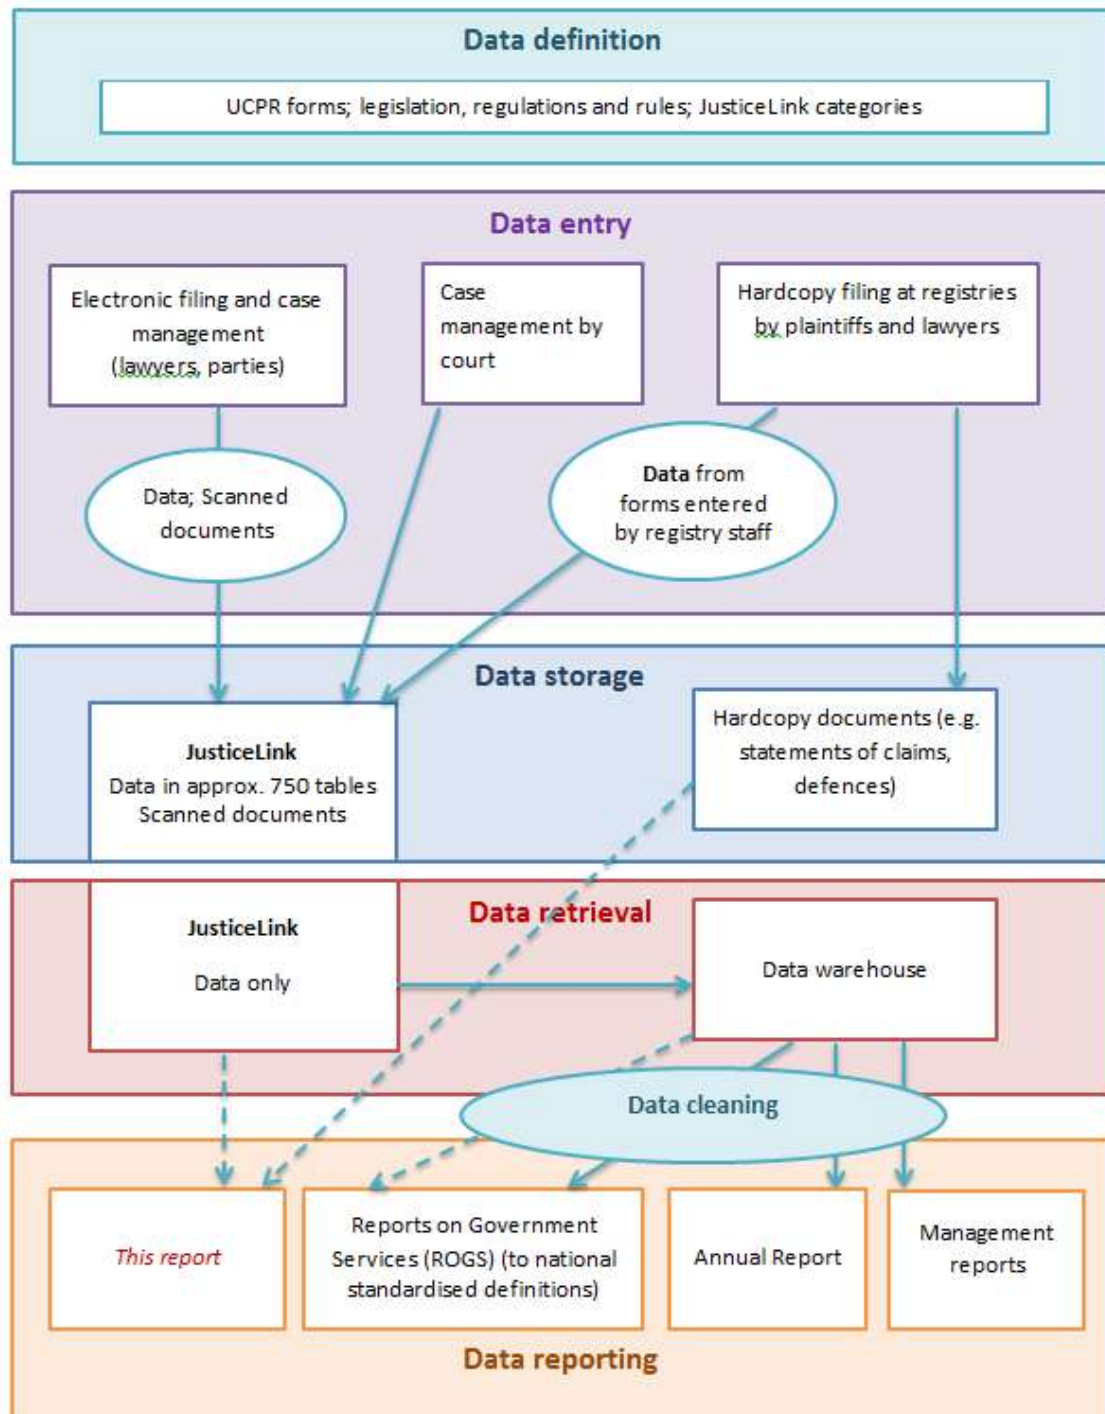 Data definition
UCPR forms; legislation, regulations and rules; JusticeLink categories
Data entry
Electronic filing and case
management
(lawyers, parties)
Case
management by
court
Hardcopy filing at registries
by plaintiffs and lawyers
Data; Scanned
documents
Data from
forms entered
by registry staff
Data storage
JusticeLink
Data in approx. 750 tables
Scanned documents
Hardcopy documents (e.g.
statements of claims,
defences)
Data retrieval
JusticeLink
Data only
Data warehouse
Data cleaning
This report
Reports on Government
Services (ROGS) (to national
standardised definitions)
Annual Report
Management
reports
Data reporting